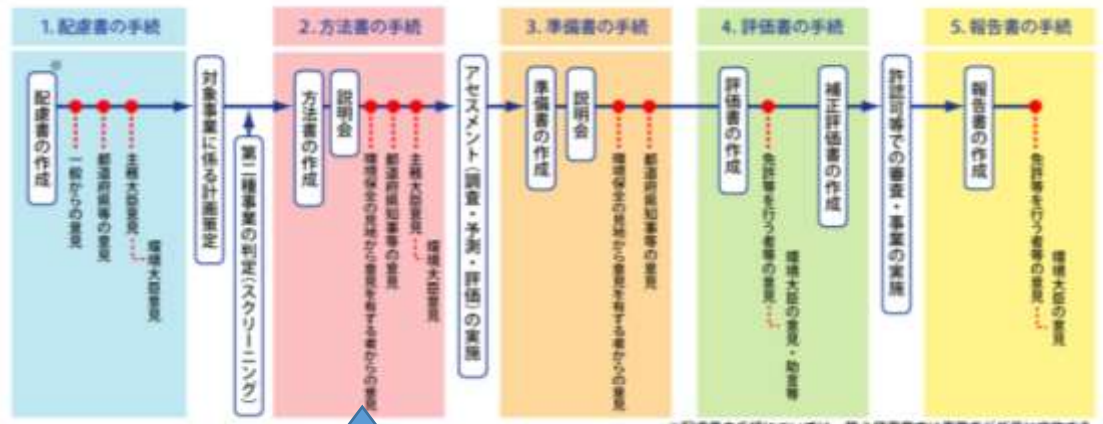 1. 配慮書の手続
2. 方法書の手続
3. 準備書の手続
4. 評価書の手続
5. 報告書の手続
※
配慮書の作成
一般からの意見
都道府県等の意見
主務大臣意見
環境大臣意見
対象事業に係る計画策定
第二種事業の判定(スクリーニング)
方法書の作成
説明会
環境保全の見地から意見を有する者からの意見
都道府県知事等の意見
主務大臣意見
環境大臣意見
アセスメント(調査・予測・評価)の実施
準備書の作成
説明会
環境保全の見地から意見を有する者からの意見
都道府県知事等の意見
評価書の作成
免許等を行う者等の意見
環境大臣の意見・助言等
補正評価書の作成
許認可等での審査・事業の実施
報告書の作成
免許等を行う者等の意見
環境大臣の意見